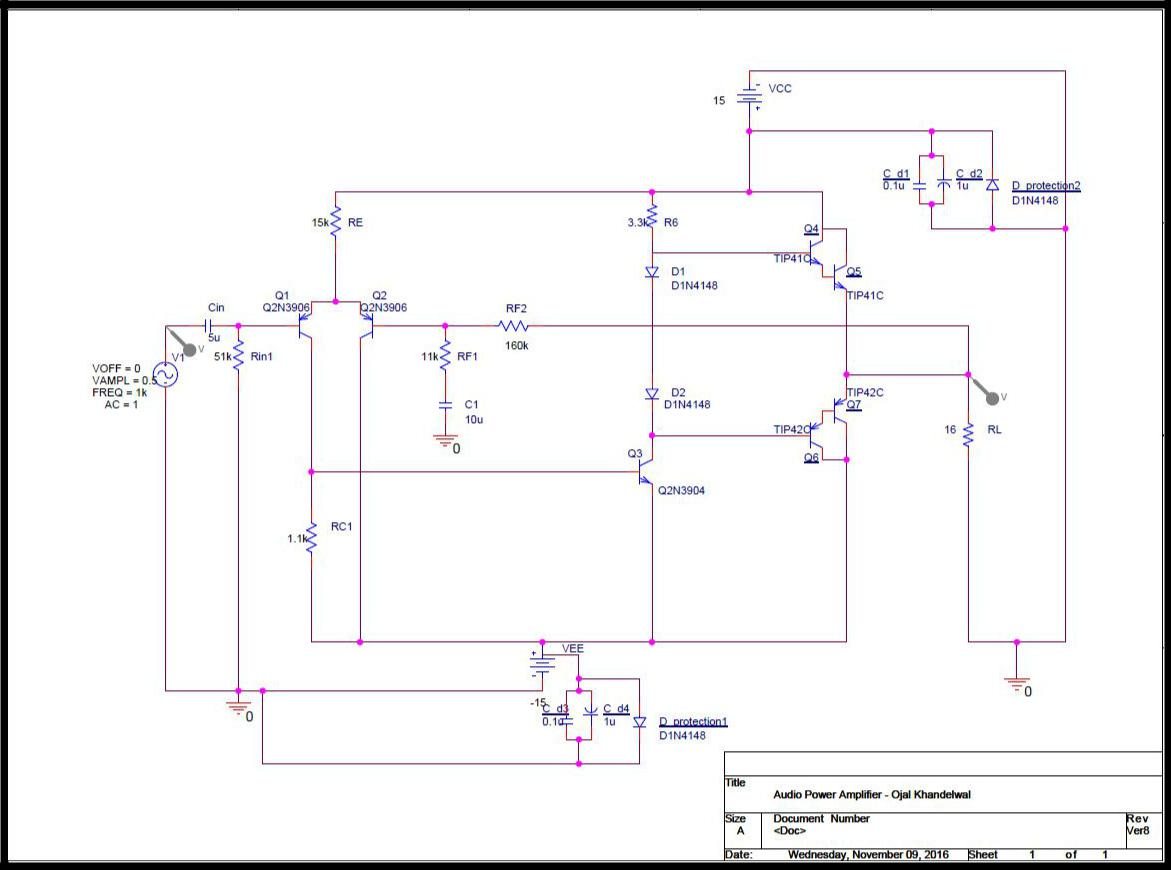 VCC
15
-
+
C_d1
0.1u
C_d2
1u
D_protection2
D1N4148
15k RE
3.3k R6
Q4
TIP41C
Q5
TIP41C
D1
D1N4148
Q1
Q2N3906
Q2
Q2N3906
Cin
5u
RF2
160k
V
V1
51k Rin1
11k RF1
VOFF = 0
VAMPL = 0.5
FREQ = 1k
AC = 1
C1
10u
0
D2
D1N4148
TIP42C
Q7
V
TIP42C
Q6
16 RL
Q3
Q2N3904
RC1
1.1k
VEE
+
-
-15
0
0
C_d3
0.1u
C_d4
1u
D_protection1
D1N4148
Title
Audio Power Amplifier - Ojal Khandelwal
Size Document Number Rev
A <Doc> Ver8
Date: Wednesday, November 09, 2016 Sheet 1 of 1